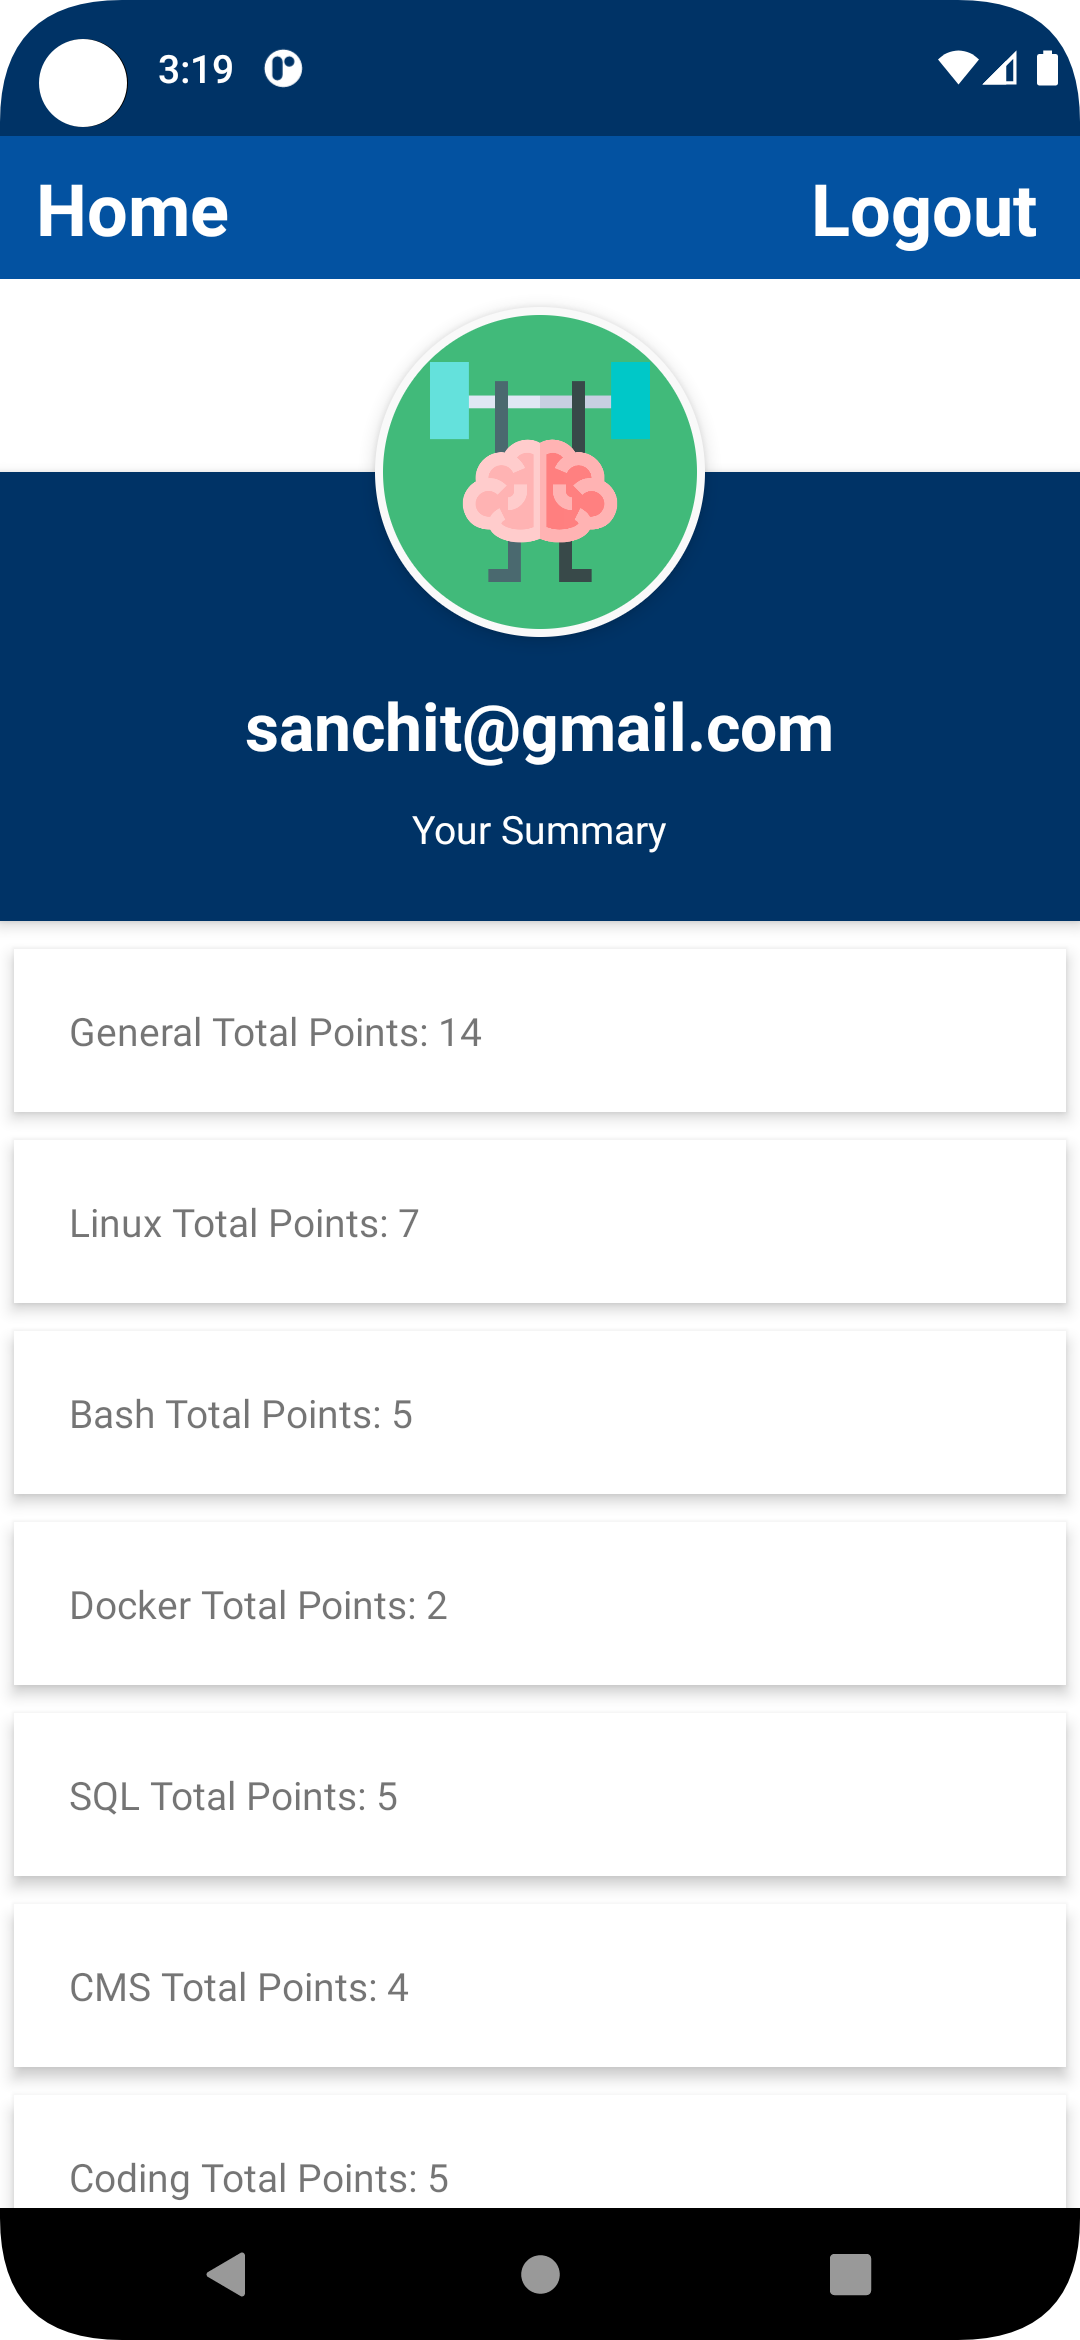 3:19
Home Logout
sanchit@gmail.com
Your Summary
General Total Points: 14
Linux Total Points: 7
Bash Total Points: 5
Docker Total Points: 2
SQL Total Points: 5
CMS Total Points: 4
Coding Total Points: 5